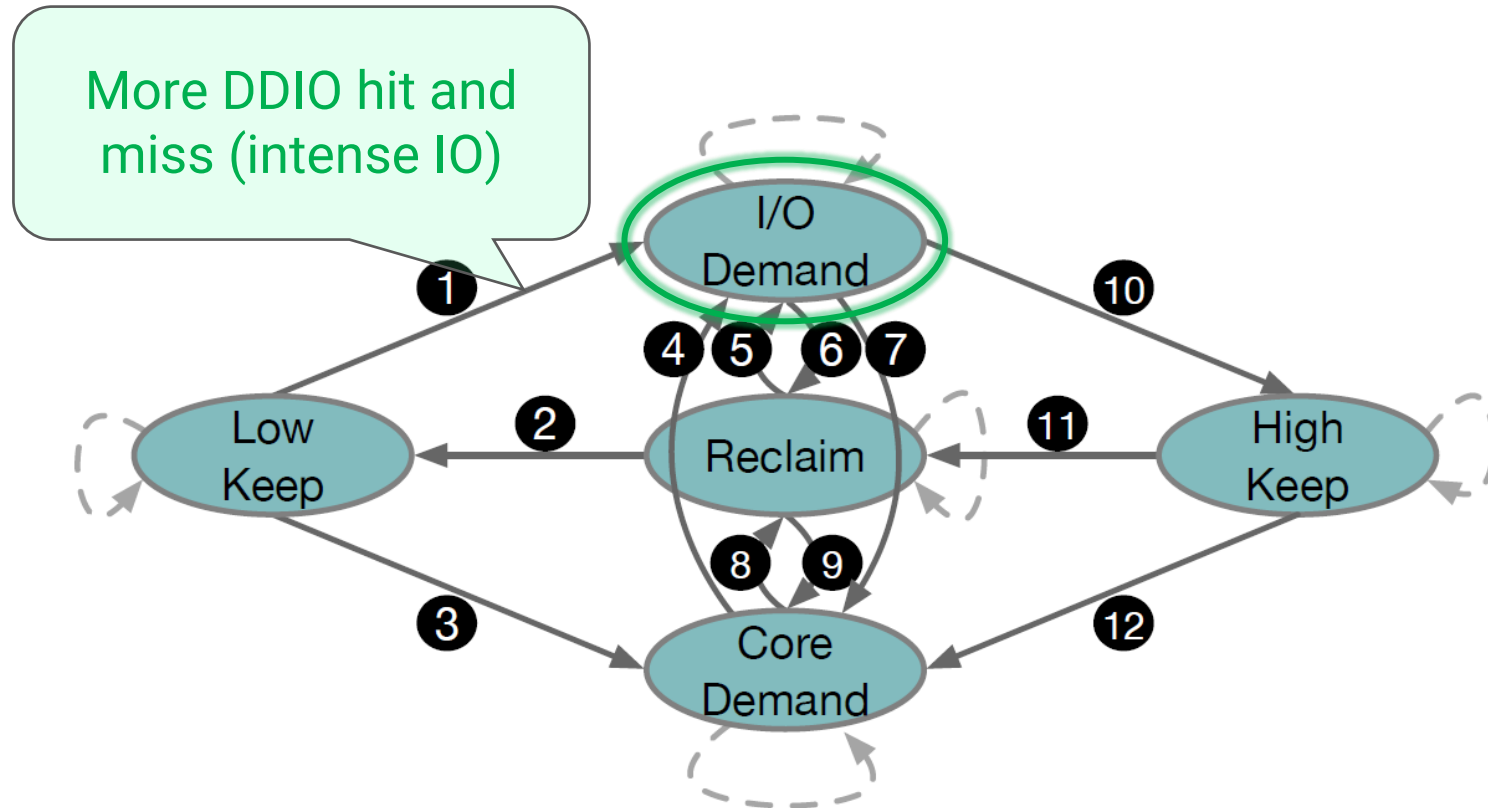 More DDIO hit and
miss (intense IO)
I/O
Demand
1
10
4
5
6
7
Low
Keep
2
Reclaim
11
High
Keep
8
9
3
12
Core
Demand